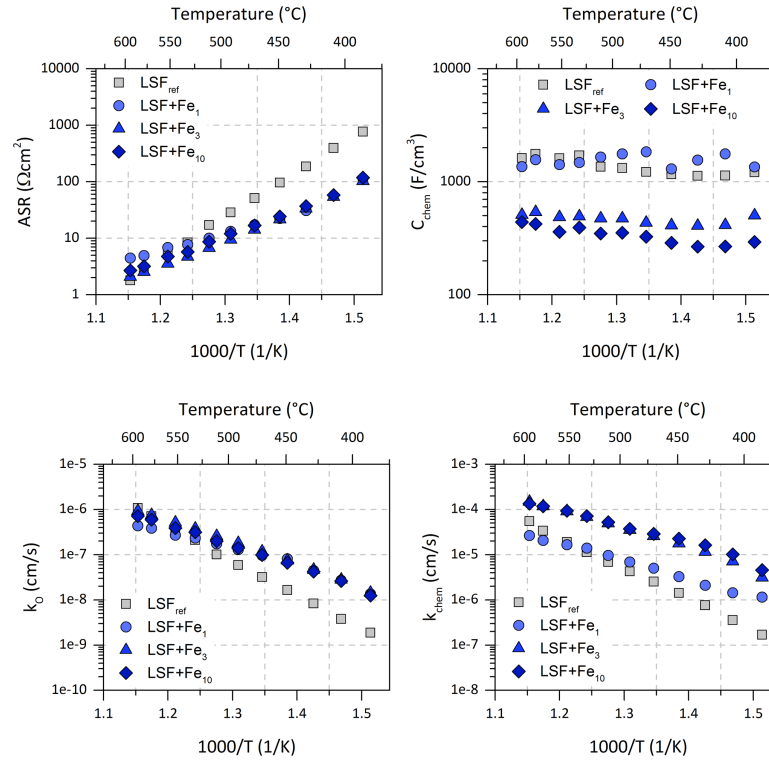 Temperature (°C)
600 550 500 450 400
10000
1000
100
10
1
ASR (Ωcm²)
LSF_ref
LSF+Fe₁
LSF+Fe₃
LSF+Fe₁₀
1.1 1.2 1.3 1.4 1.5
1000/T (1/K)
Temperature (°C)
600 550 500 450 400
10000
1000
100
C_chem (F/cm³)
LSF_ref LSF+Fe₁
LSF+Fe₃ LSF+Fe₁₀
1.1 1.2 1.3 1.4 1.5
1000/T (1/K)
Temperature (°C)
600 550 500 450 400
1e-5
1e-6
1e-7
1e-8
1e-9
1e-10
k_O (cm/s)
LSF_ref
LSF+Fe₁
LSF+Fe₃
LSF+Fe₁₀
1.1 1.2 1.3 1.4 1.5
1000/T (1/K)
Temperature (°C)
600 550 500 450 400
1e-3
1e-4
1e-5
1e-6
1e-7
1e-8
k_chem (cm/s)
LSF_ref
LSF+Fe₁
LSF+Fe₃
LSF+Fe₁₀
1.1 1.2 1.3 1.4 1.5
1000/T (1/K)